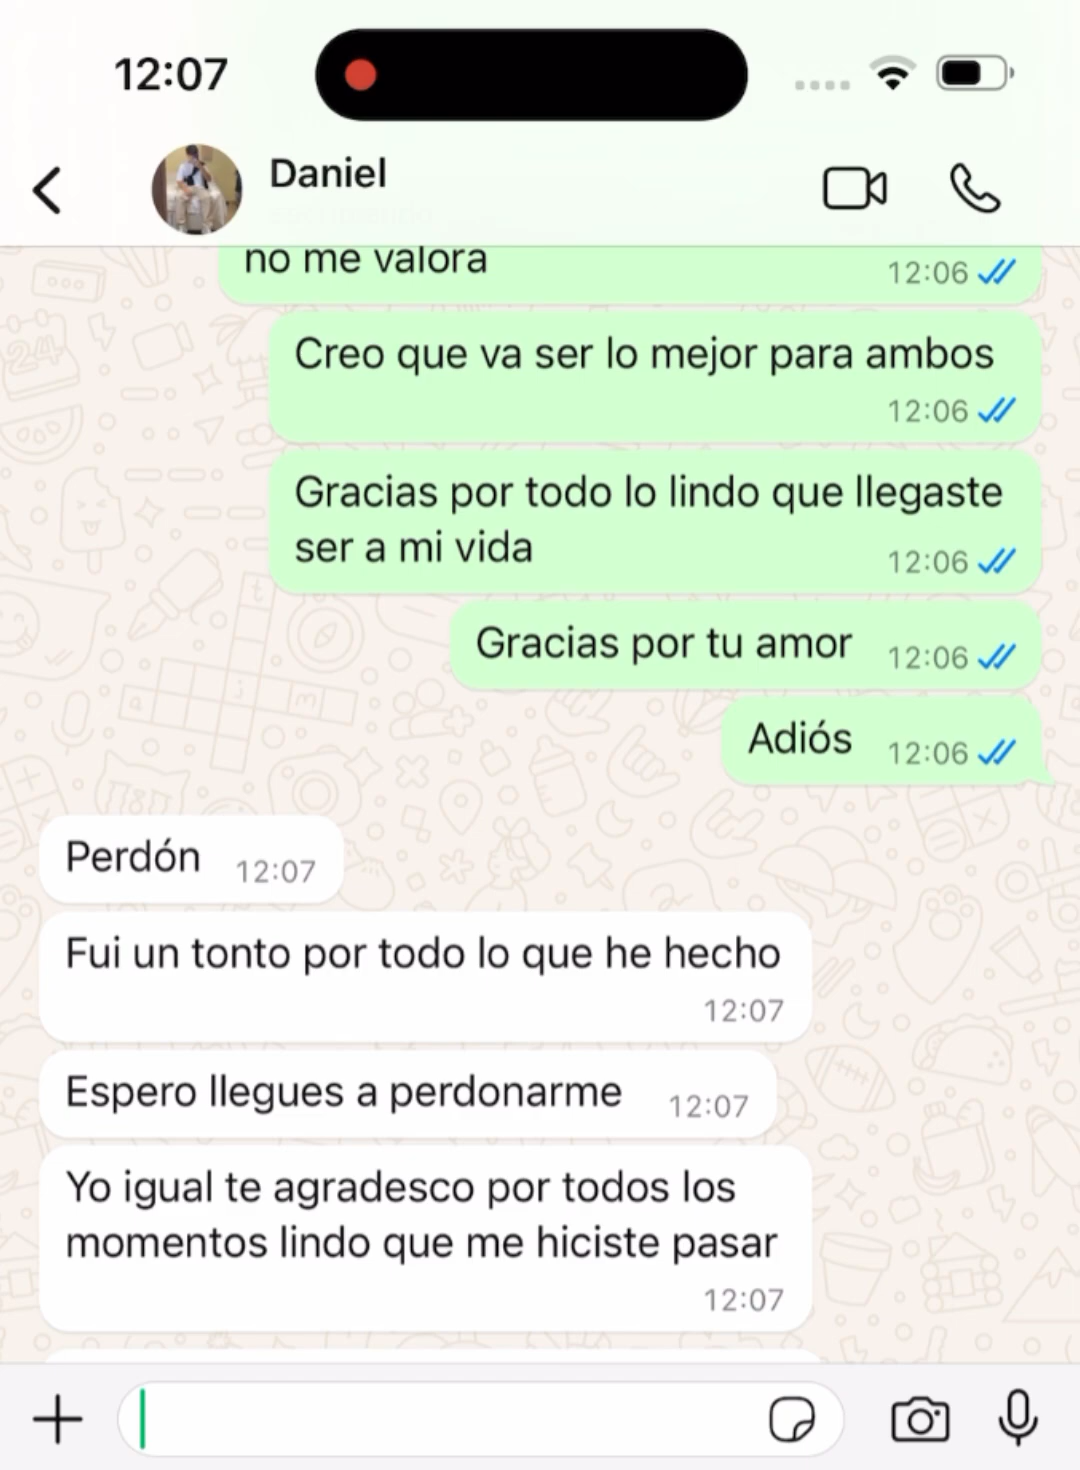 12:07
Daniel
escribiendo
no me valora
12:06
Creo que va ser lo mejor para ambos
12:06
Gracias por todo lo lindo que llegaste
ser a mi vida
12:06
Gracias por tu amor 12:06
Adiós 12:06
Perdón 12:07
Fui un tonto por todo lo que he hecho
12:07
Espero llegues a perdonarme 12:07
Yo igual te agradesco por todos los
momentos lindo que me hiciste pasar
12:07